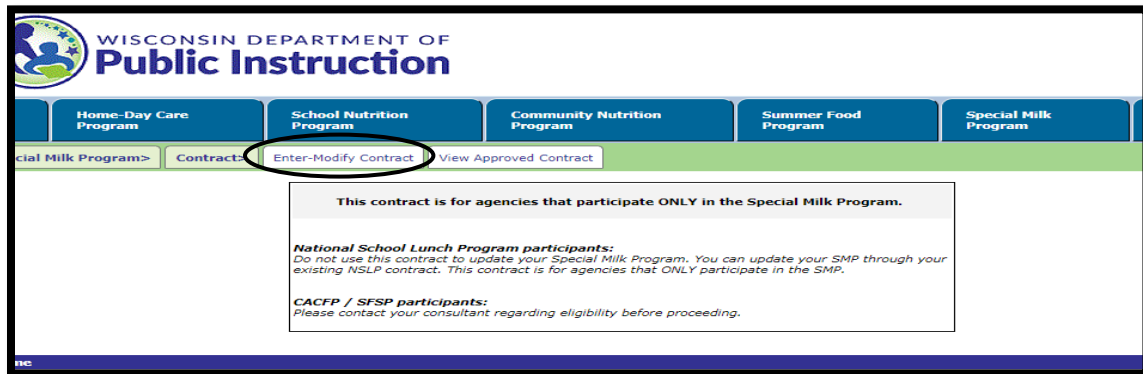 WISCONSIN DEPARTMENT OF
Public Instruction
Home-Day Care Program
School Nutrition Program
Community Nutrition Program
Summer Food Program
Special Milk Program
Milk Program>
Contract>
Enter-Modify Contract
View Approved Contract
This contract is for agencies that participate ONLY in the Special Milk Program.
National School Lunch Program participants:
Do not use this contract to update your Special Milk Program. You can update your SMP through your
existing NSLP contract. This contract is for agencies that ONLY participate in the SMP.
CACFP / SFSP participants:
Please contact your consultant regarding eligibility before proceeding.